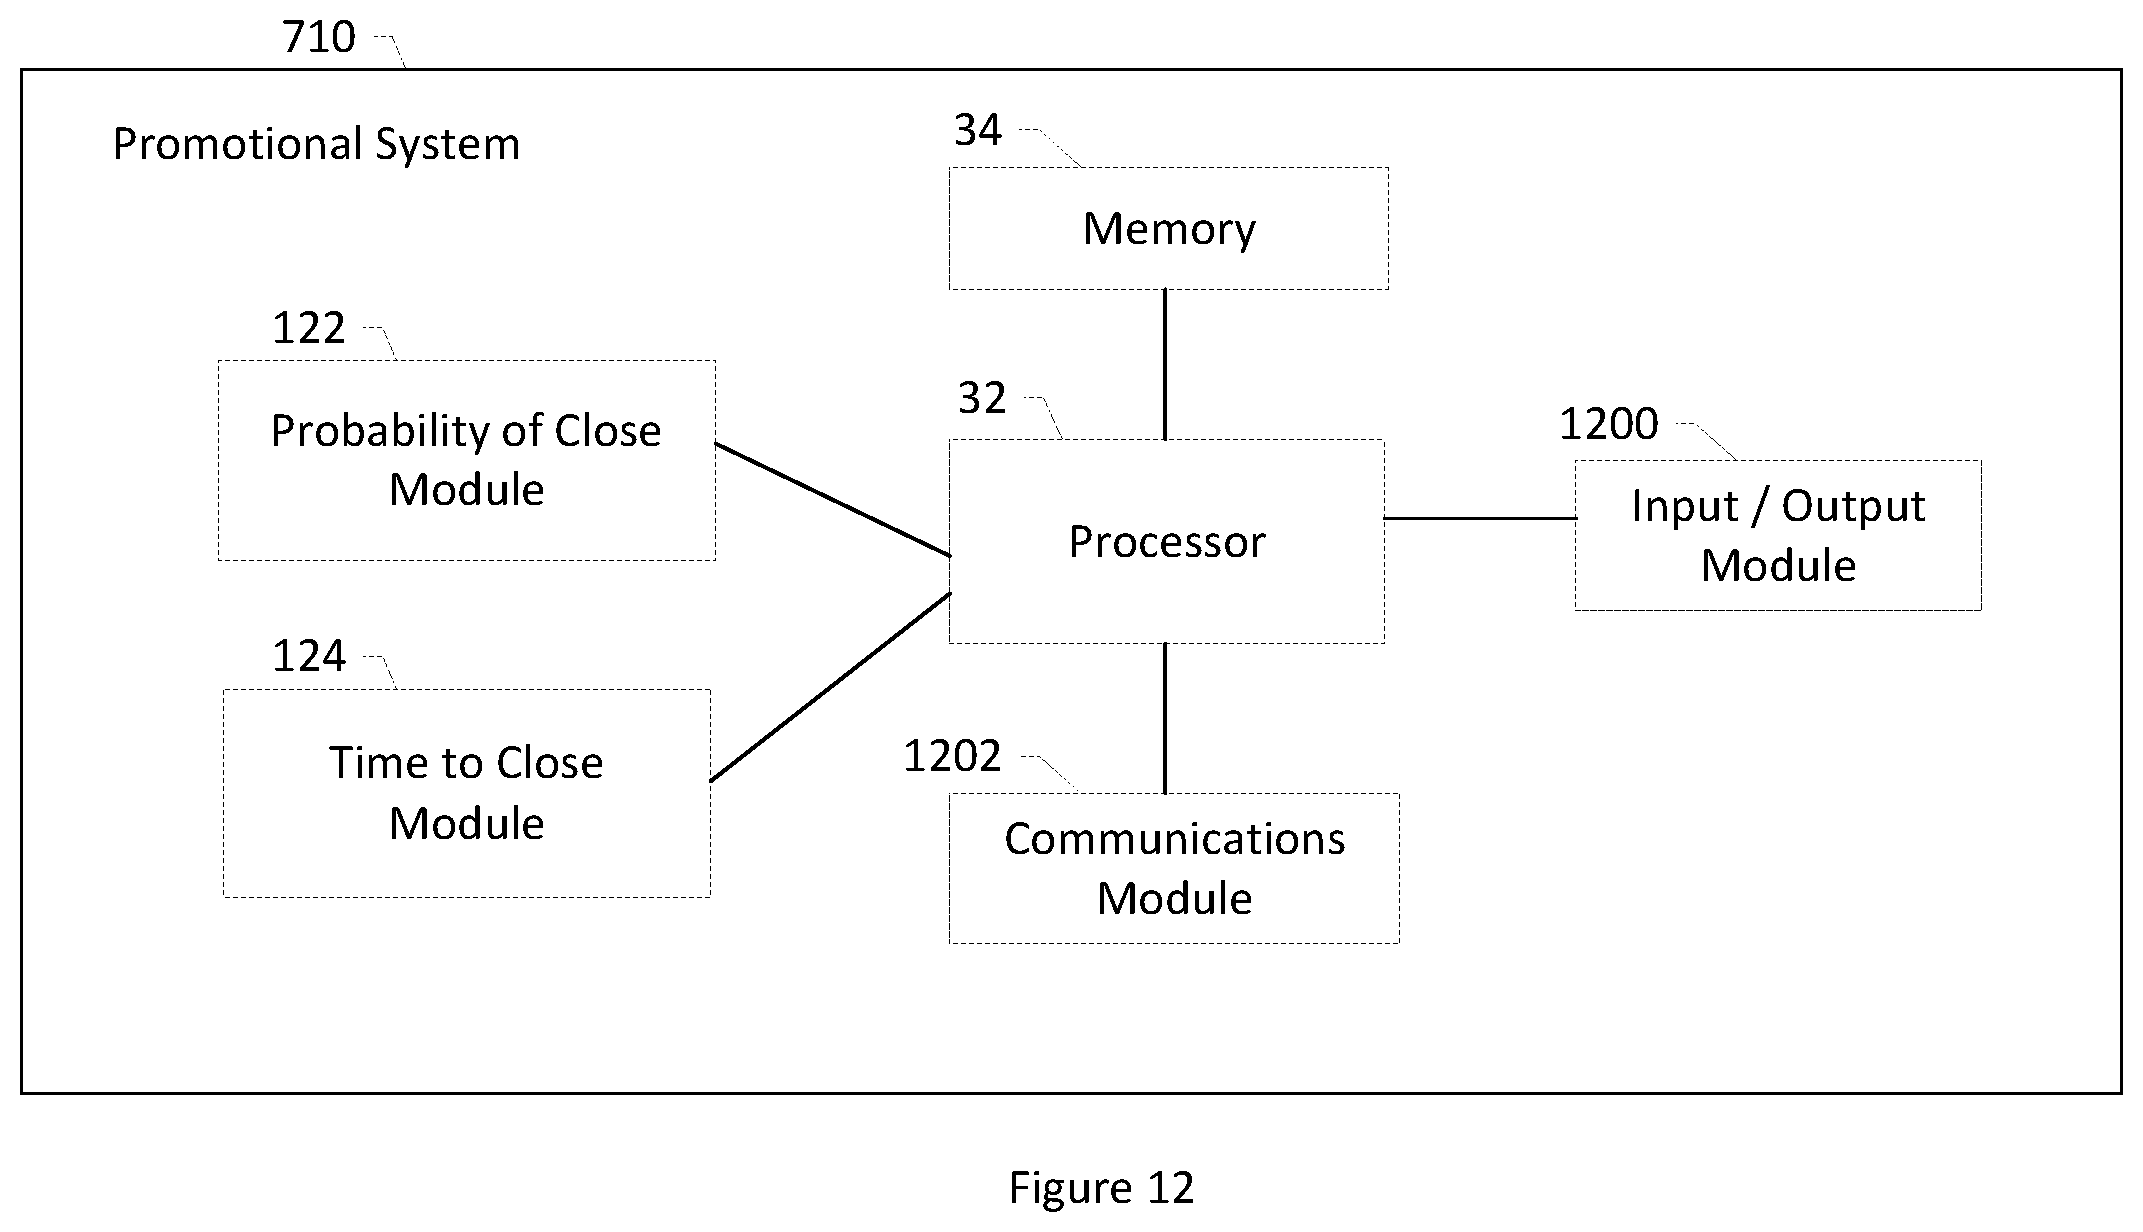 710
Promotional System
34
Memory
122
Probability of Close
Module
32
Processor
1200
Input / Output
Module
124
Time to Close
Module
1202
Communications
Module
Figure 12